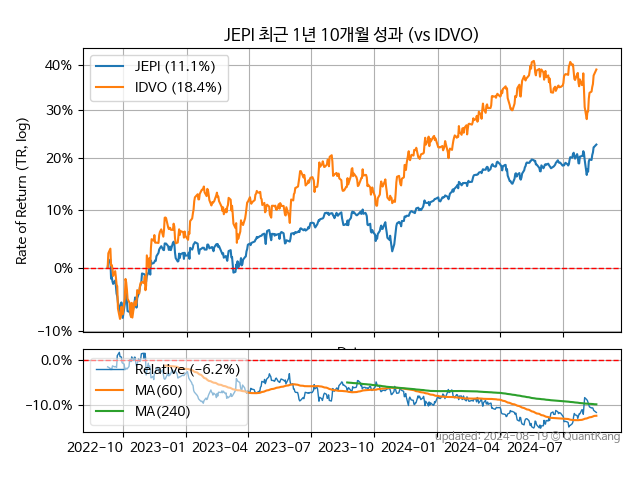 JEPI 최근 1년 10개월 성과 (vs IDVO)
Rate of Return (TR, log)
40%
30%
20%
10%
0%
−10%
JEPI (11.1%)
IDVO (18.4%)
0.0%
−10.0%
Relative (−6.2%)
MA(60)
MA(240)
2022-10 2023-01 2023-04 2023-07 2023-10 2024-01 2024-04 2024-07
updated: 2024-08-19 © QuantKang